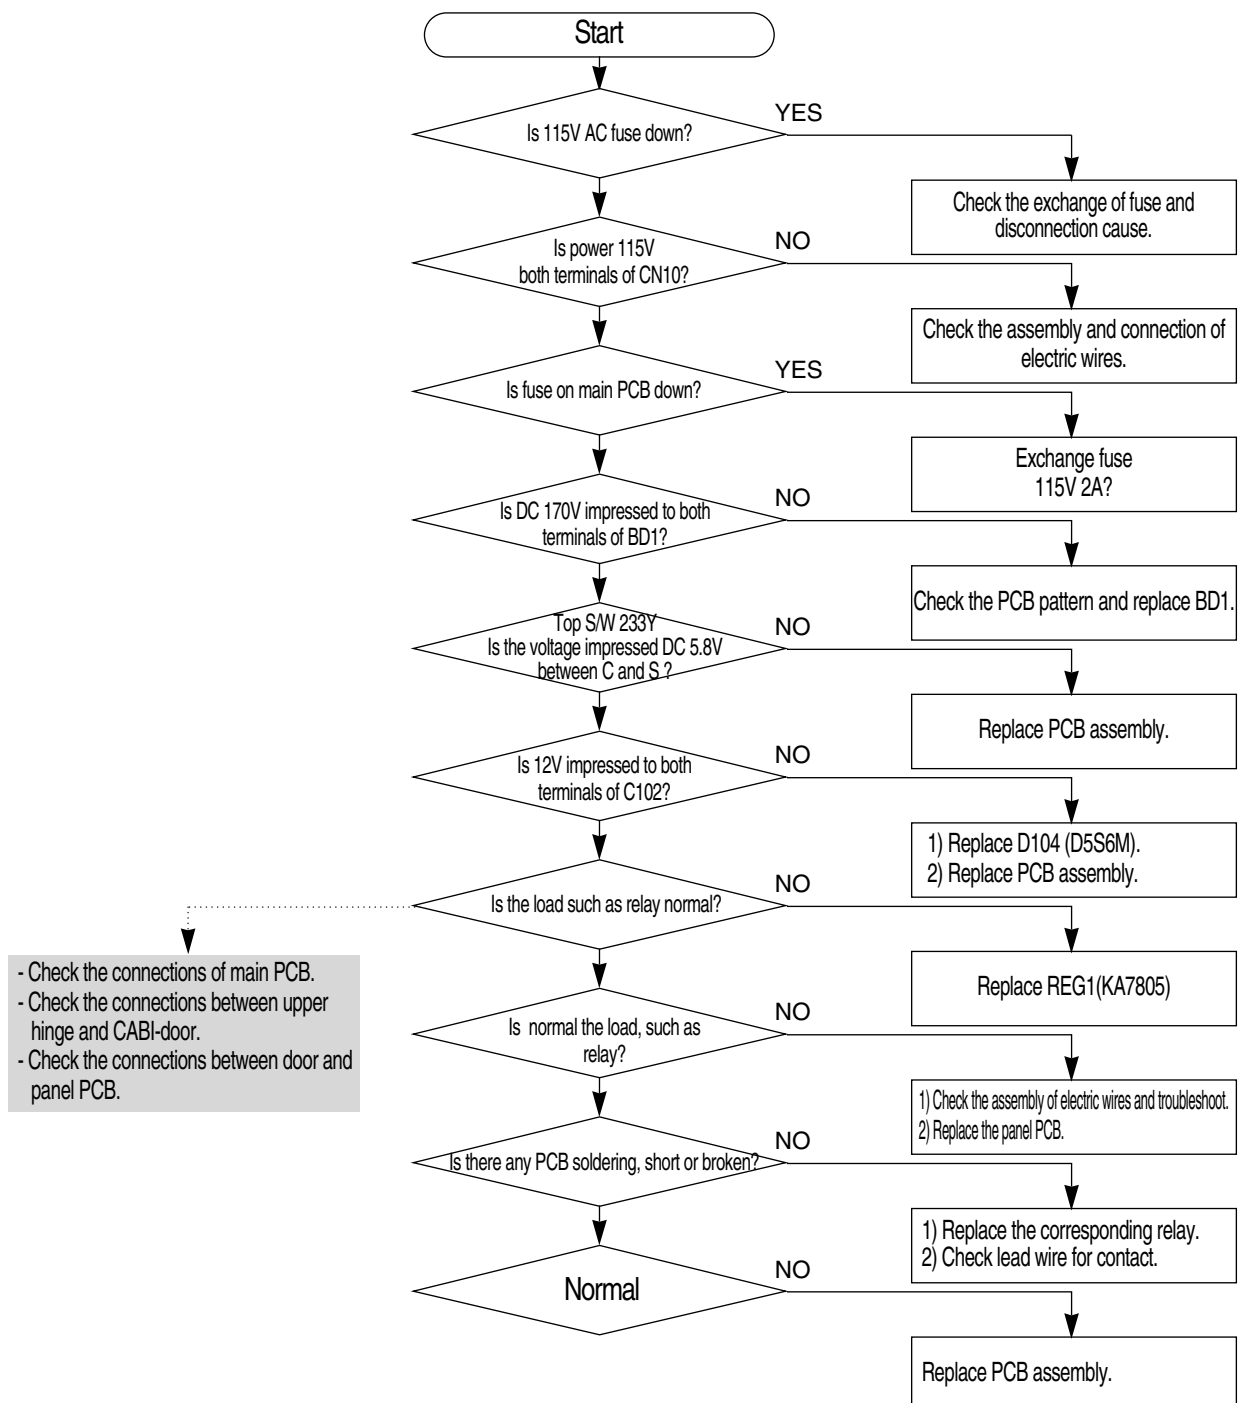 Start
Is 115V AC fuse down?
YES
Check the exchange of fuse and
disconnection cause.
Is power 115V
both terminals of CN10?
NO
Check the assembly and connection of
electric wires.
Is fuse on main PCB down?
YES
Exchange fuse
115V 2A?
Is DC 170V impressed to both
terminals of BD1?
NO
Check the PCB pattern and replace BD1.
Top S/W 233Y
Is the voltage impressed DC 5.8V
between C and S ?
NO
Replace PCB assembly.
Is 12V impressed to both
terminals of C102?
NO
1) Replace D104 (D5S6M).
2) Replace PCB assembly.
Is the load such as relay normal?
NO
Replace REG1(KA7805)
- Check the connections of main PCB.
- Check the connections between upper
hinge and CABI-door.
- Check the connections between door and
panel PCB.
Is normal the load, such as
relay?
NO
1) Check the assembly of electric wires and troubleshoot.
2) Replace the panel PCB.
Is there any PCB soldering, short or broken?
NO
1) Replace the corresponding relay.
2) Check lead wire for contact.
Normal
NO
Replace PCB assembly.